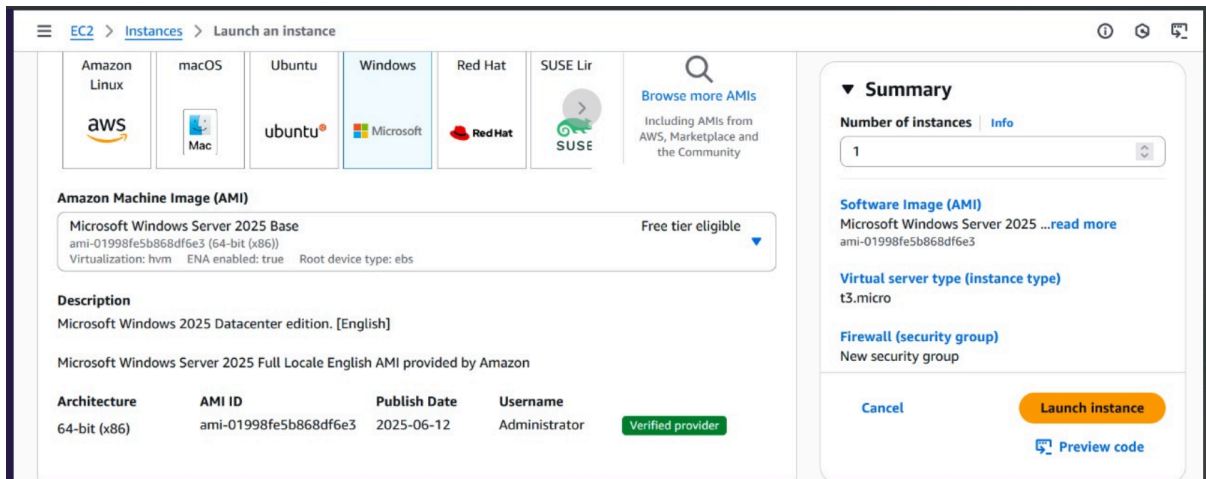 EC2 > Instances > Launch an instance
Amazon Linux
macOS
Ubuntu
Windows
Red Hat
SUSE Lir
aws
Mac
ubuntu®
Microsoft
Red Hat
SUSE
Browse more AMIs
Including AMIs from
AWS, Marketplace and
the Community
Amazon Machine Image (AMI)
Microsoft Windows Server 2025 Base
Free tier eligible
ami-01998fe5b868df6e3 (64-bit (x86))
Virtualization: hvm ENA enabled: true Root device type: ebs
Description
Microsoft Windows 2025 Datacenter edition. [English]
Microsoft Windows Server 2025 Full Locale English AMI provided by Amazon
Architecture AMI ID Publish Date Username
64-bit (x86) ami-01998fe5b868df6e3 2025-06-12 Administrator Verified provider
Summary
Number of instances Info
1
Software Image (AMI)
Microsoft Windows Server 2025 ...read more
ami-01998fe5b868df6e3
Virtual server type (instance type)
t3.micro
Firewall (security group)
New security group
Cancel
Launch instance
Preview code